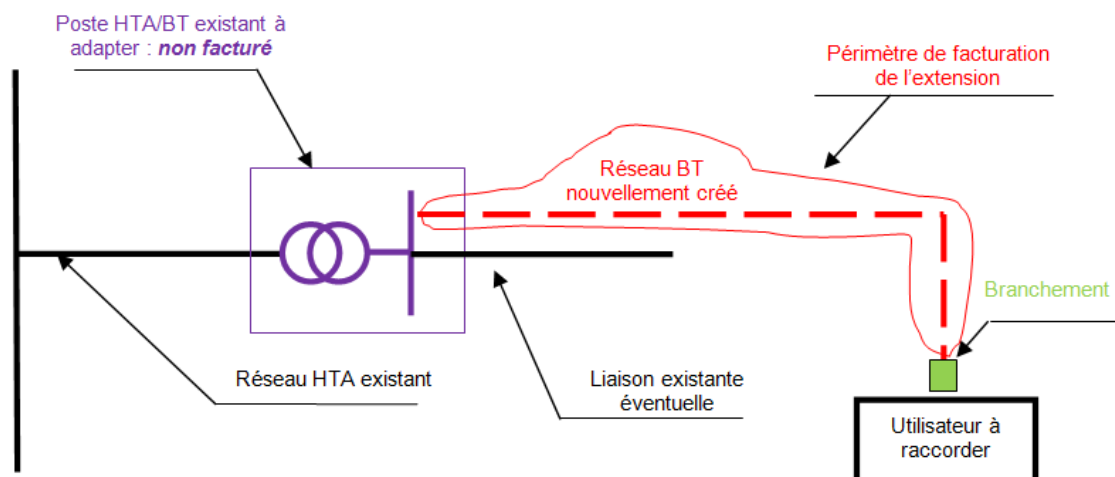 Poste HTA/BT existant à
adapter : non facturé
Périmètre de facturation
de l'extension
Réseau BT
nouvellement créé
Branchement
Réseau HTA existant
Liaison existante
éventuelle
Utilisateur à
raccorder